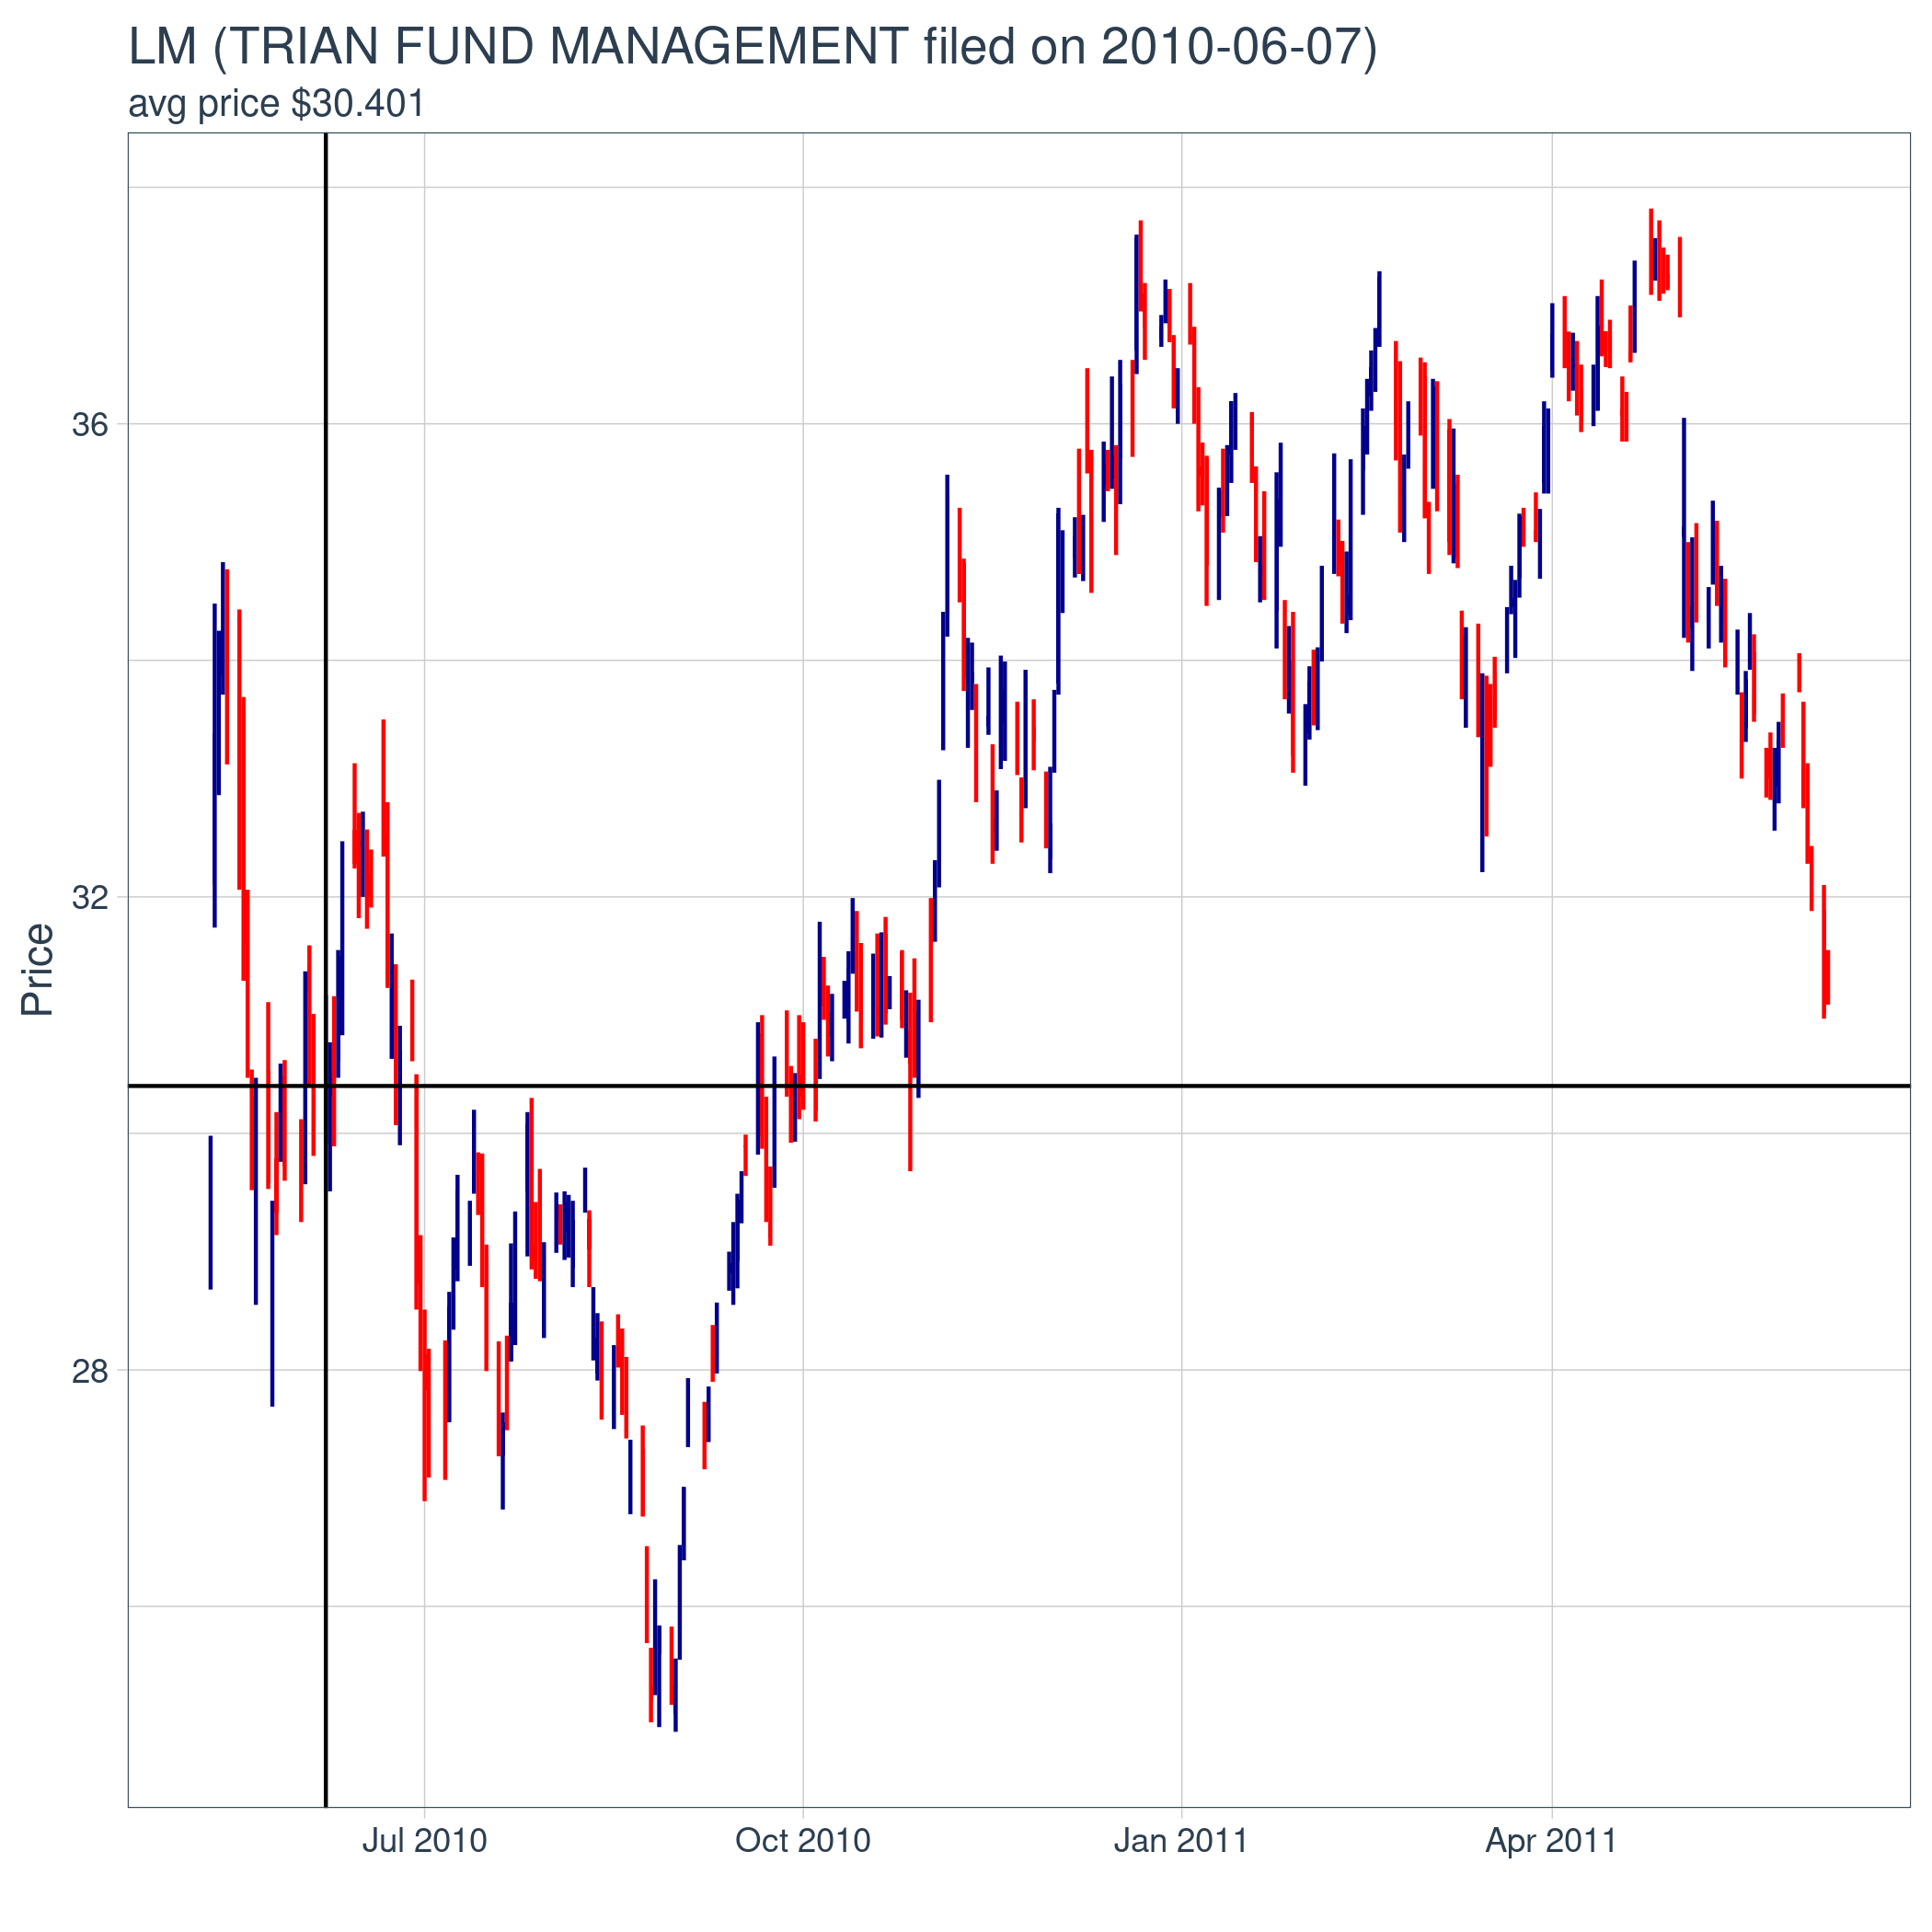 LM (TRIAN FUND MANAGEMENT filed on 2010-06-07)
avg price $30.401
Price
36
32
28
Jul 2010
Oct 2010
Jan 2011
Apr 2011